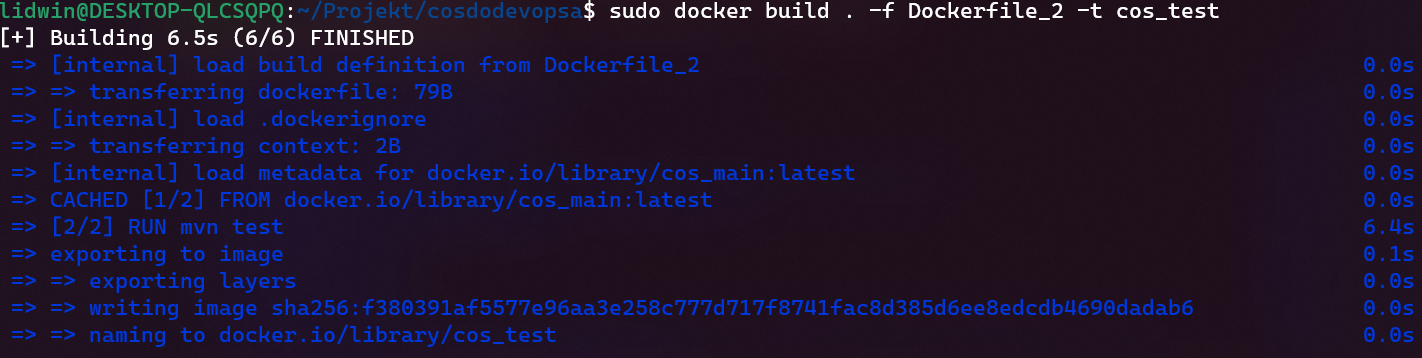 lidwin@DESKTOP-QLCSQPQ:~/Projekt/cosdodevopsa$ sudo docker build . -f Dockerfile_2 -t cos_test
[+] Building 6.5s (6/6) FINISHED
=> [internal] load build definition from Dockerfile_2 0.0s
=> => transferring dockerfile: 79B 0.0s
=> [internal] load .dockerignore 0.0s
=> => transferring context: 2B 0.0s
=> [internal] load metadata for docker.io/library/cos_main:latest 0.0s
=> CACHED [1/2] FROM docker.io/library/cos_main:latest 0.0s
=> [2/2] RUN mvn test 6.4s
=> exporting to image 0.1s
=> => exporting layers 0.0s
=> => writing image sha256:f380391af5577e96aa3e258c777d717f8741fac8d385d6ee8edcdb4690dadab6 0.0s
=> => naming to docker.io/library/cos_test 0.0s